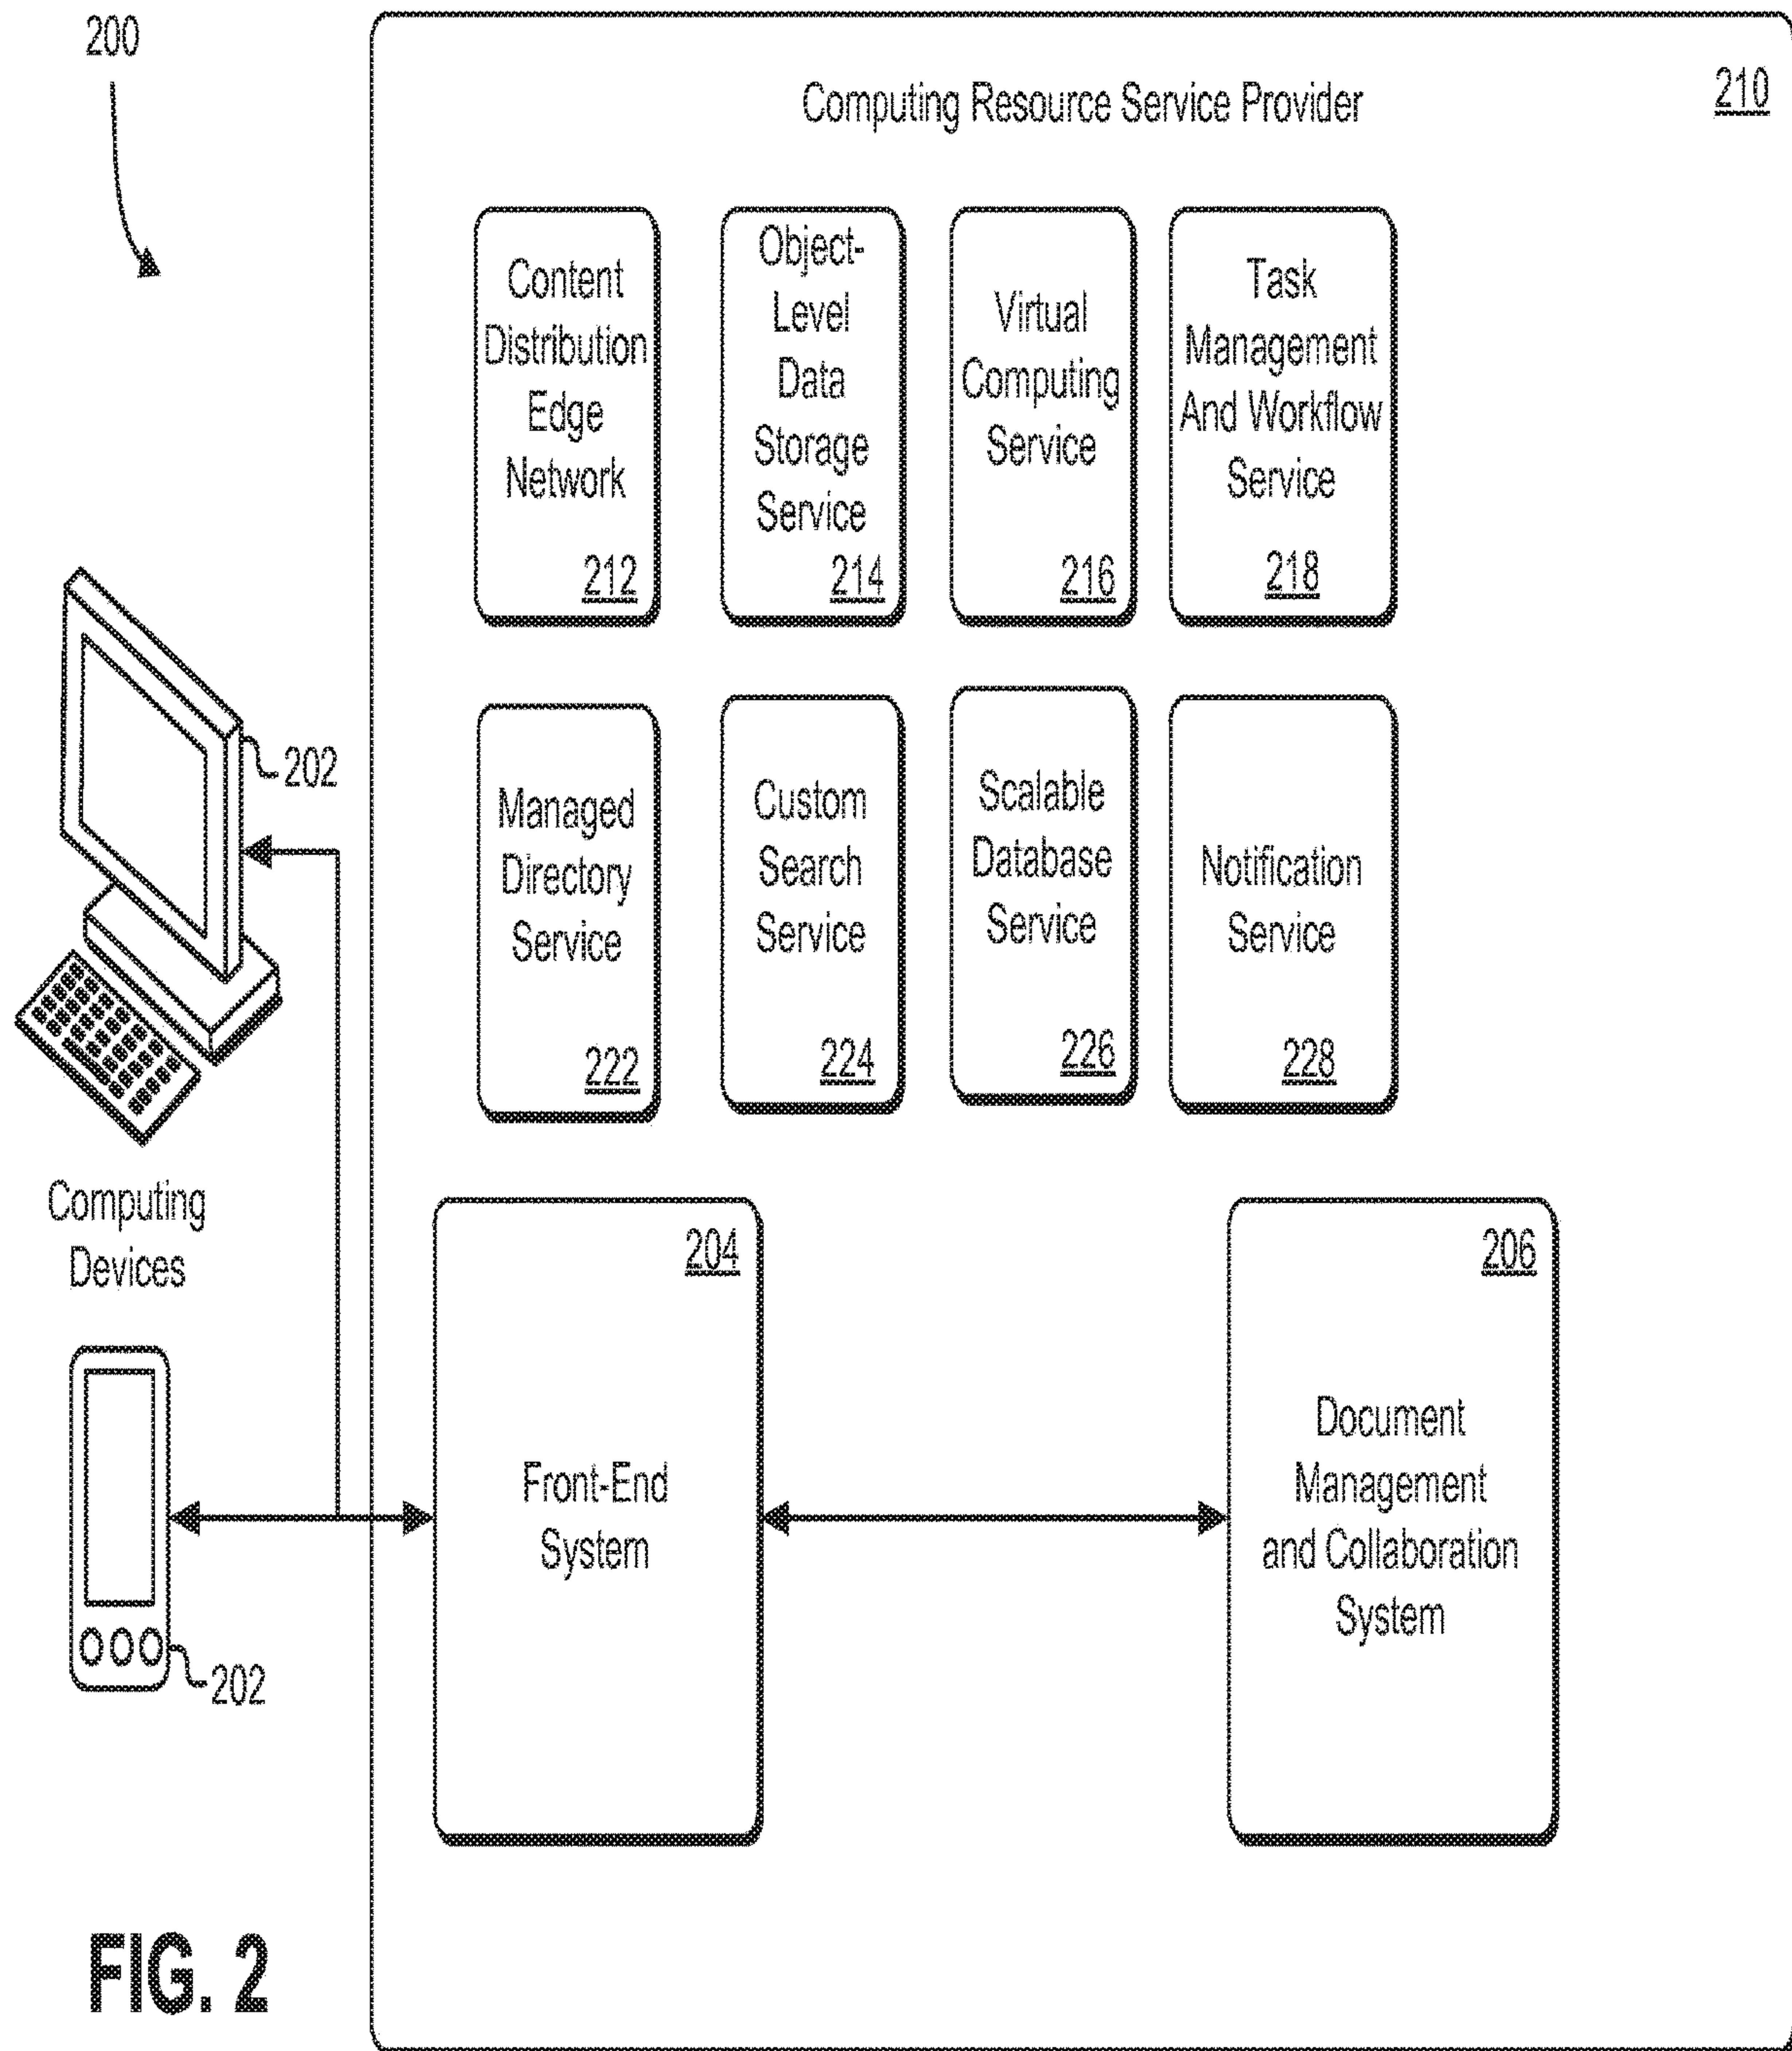 200
Computing Resource Service Provider
210
Content
Distribution
Edge
Network
212
Object-
Level
Data
Storage
Service
214
Virtual
Computing
Service
216
Task
Management
And Workflow
Service
218
202
Managed
Directory
Service
222
Custom
Search
Service
224
Scalable
Database
Service
226
Notification
Service
228
Computing
Devices
202
204
Front-End
System
206
Document
Management
and Collaboration
System
FIG. 2